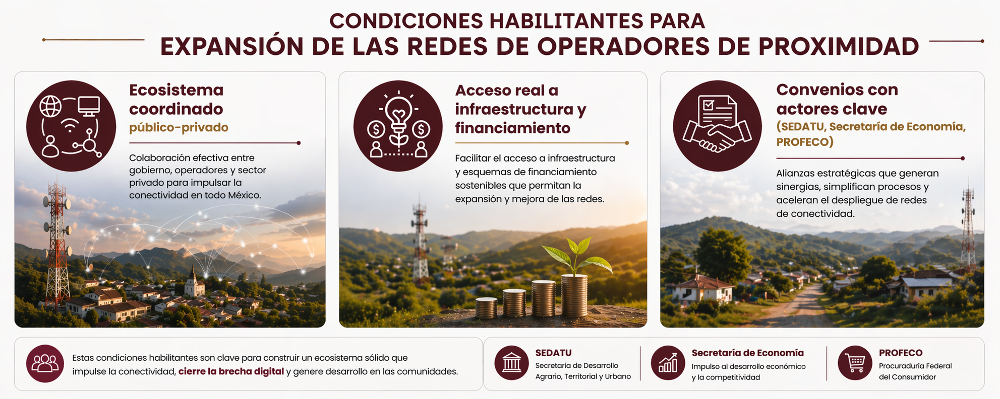 CONDICIONES HABILITANTES PARA
EXPANSIÓN DE LAS REDES DE OPERADORES DE PROXIMIDAD
Ecosistema
coordinado
público-privado
Colaboración efectiva entre
gobierno, operadores y sector
privado para impulsar la
conectividad en todo México.
Acceso real a
infraestructura y
financiamiento
Facilitar el acceso a infraestructura
y esquemas de financiamiento
sostenibles que permitan la
expansión y mejora de las redes.
Convenios con
actores clave
(SEDATU, Secretaría de Economía,
PROFECO)
Alianzas estratégicas que generan
sinergias, simplifican procesos y
aceleran el despliegue de redes
de conectividad.
Estas condiciones habilitantes son clave para construir un ecosistema sólido que
impulse la conectividad, cierre la brecha digital y genere desarrollo en las comunidades.
SEDATU
Secretaría de Desarrollo
Agrario, Territorial y Urbano
Secretaría de Economía
Impulso al desarrollo económico
y la competitividad
PROFECO
Procuraduría Federal
del Consumidor